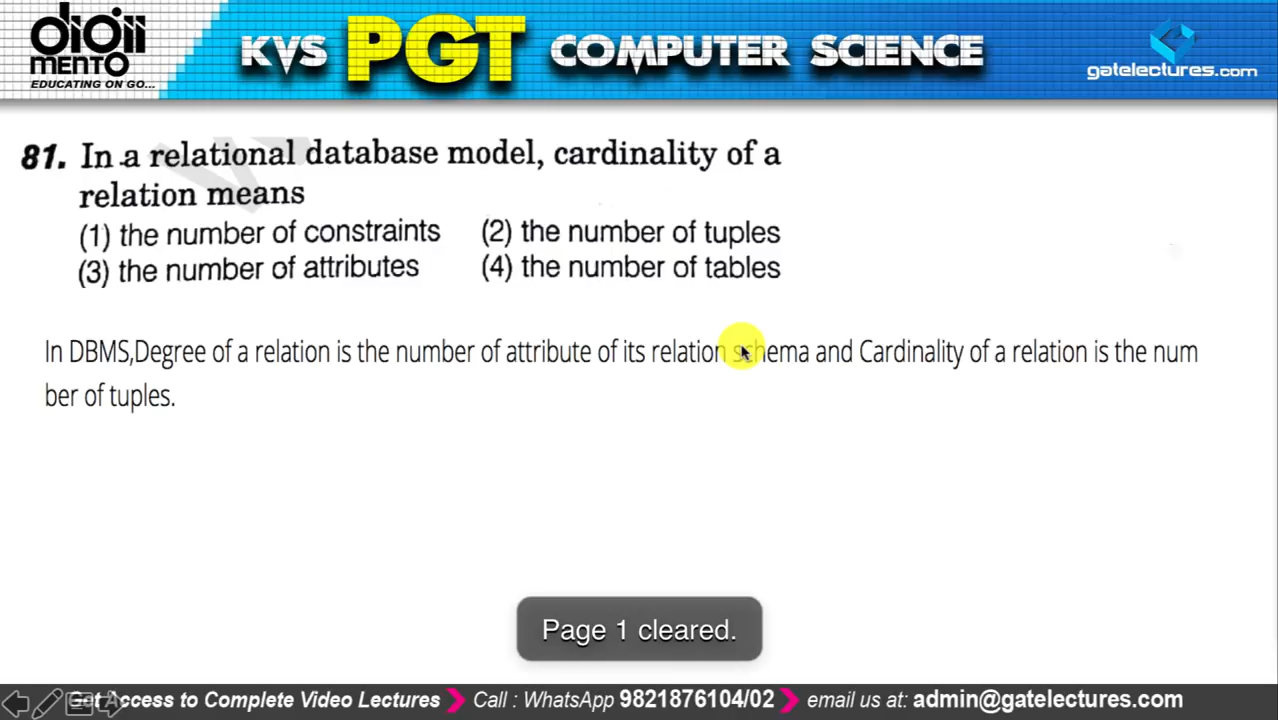 digii
MENTO
EDUCATING ON GO...
KVS PGT COMPUTER SCIENCE
gatelectures.com
81. In a relational database model, cardinality of a
relation means
(1) the number of constraints (2) the number of tuples
(3) the number of attributes (4) the number of tables
In DBMS,Degree of a relation is the number of attribute of its relation schema and Cardinality of a relation is the num
ber of tuples.
Page 1 cleared.
Get Access to Complete Video Lectures Call : WhatsApp 9821876104/02 email us at: admin@gatelectures.com